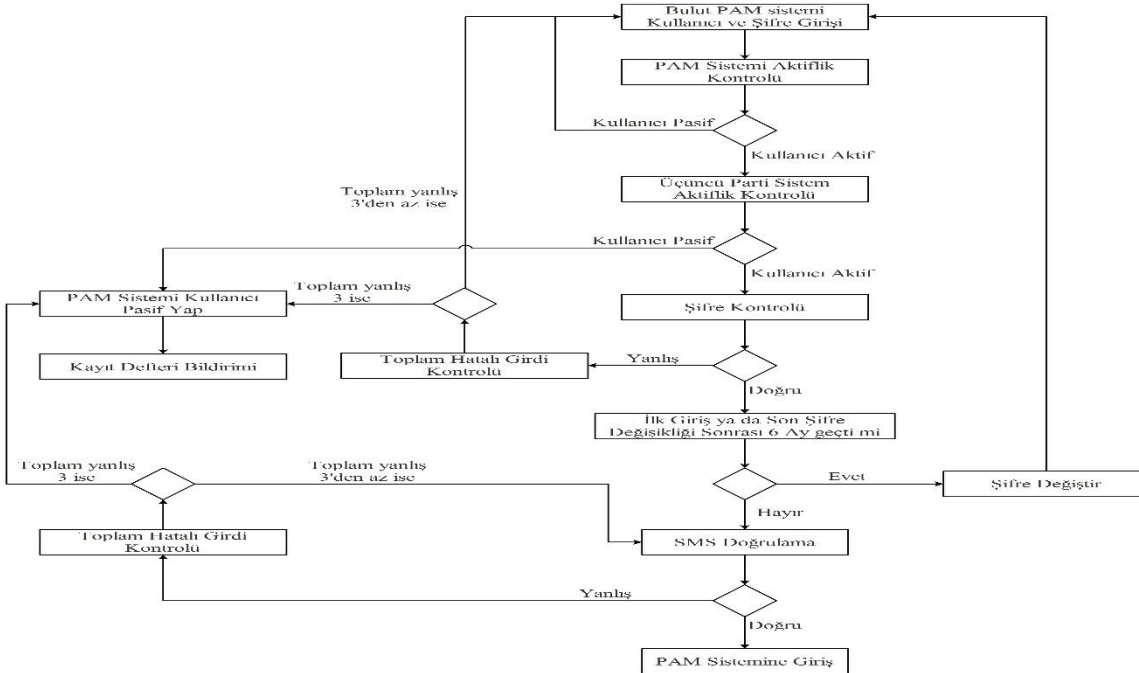 Bulut PAM sistemi
Kullanıcı ve Şifre Girişi
PAM Sistemi Aktiflik
Kontrolü
Kullanıcı Pasif
Kullanıcı Aktif
Toplam yanlış
3'den az ise
Üçüncü Parti Sistem
Aktiflik Kontrolü
Kullanıcı Pasif
Kullanıcı Aktif
PAM Sistemi Kullanıcı
Pasif Yap
Toplam yanlış
3 ise
Şifre Kontrolü
Kayıt Defteri Bildirimi
Toplam Hatalı Girdi
Kontrolü
Yanlış
Doğru
İlk Giriş ya da Son Şifre
Değişikliği Sonrası 6 Ay geçti mi
Toplam yanlış
3 ise
Toplam yanlış
3'den az ise
Evet
Şifre Değiştir
Hayır
Toplam Hatalı Girdi
Kontrolü
SMS Doğrulama
Yanlış
Doğru
PAM Sistemine Giriş